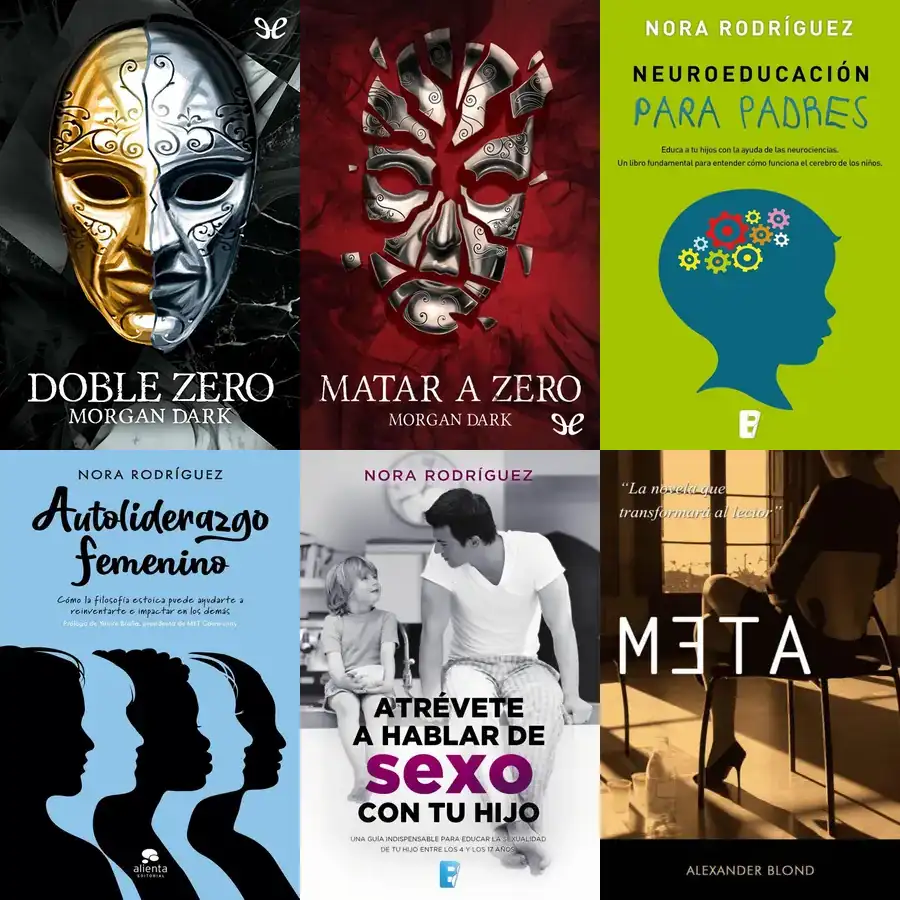 DOBLE ZERO
MORGAN DARK
MATAR A ZERO
MORGAN DARK
NORA RODRÍGUEZ
NEUROEDUCACIÓN
PARA PADRES
Educa a tu hijos con la ayuda de las neurociencias.
Un libro fundamental para entender cómo funciona el cerebro de los niños.
NORA RODRÍGUEZ
Autoliderazgo
femenino
Cómo la filosofía estoica puede ayudarte a
reinventarte e impactar en los demás
alienta
EDITORIAL
NORA RODRÍGUEZ
ATRÉVETE
A HABLAR DE
sexo
CON TU HIJO
UNA GUÍA INDISPENSABLE PARA EDUCAR LA SEXUALIDAD
DE TU HIJO ENTRE LOS 4 Y LOS 17 AÑOS
"La novela que
transformará al lector"
MƎTA
ALEXANDER BLOND